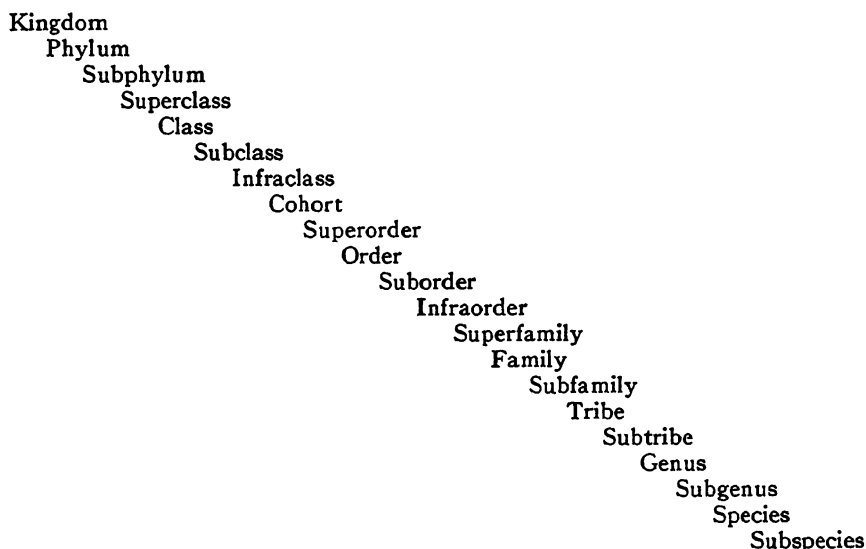 Kingdom
Phylum
Subphylum
Superclass
Class
Subclass
Infraclass
Cohort
Superorder
Order
Suborder
Infraorder
Superfamily
Family
Subfamily
Tribe
Subtribe
Genus
Subgenus
Species
Subspecies